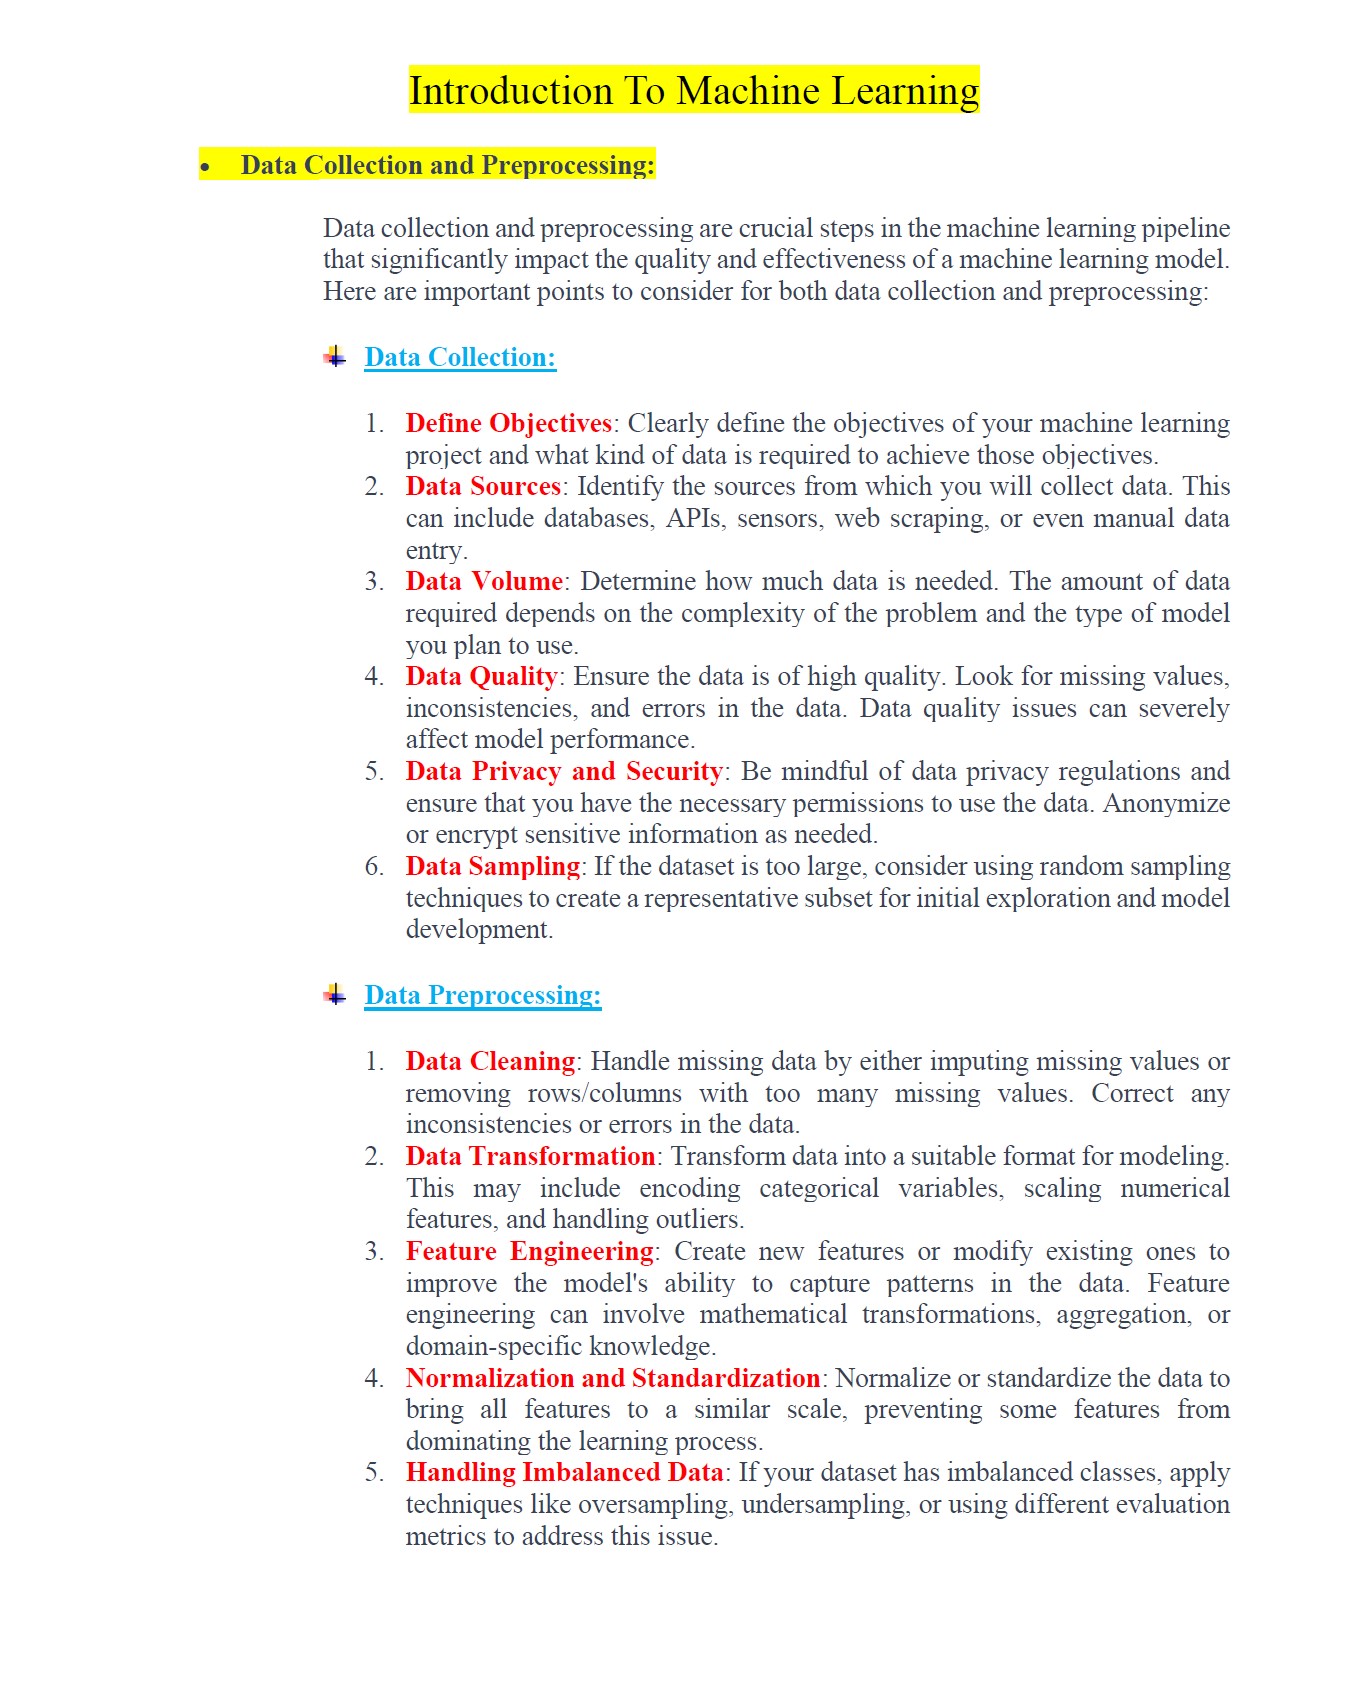 Introduction To Machine Learning
• Data Collection and Preprocessing:
Data collection and preprocessing are crucial steps in the machine learning pipeline
that significantly impact the quality and effectiveness of a machine learning model.
Here are important points to consider for both data collection and preprocessing:
Data Collection:
1. Define Objectives: Clearly define the objectives of your machine learning
project and what kind of data is required to achieve those objectives.
2. Data Sources: Identify the sources from which you will collect data. This
can include databases, APIs, sensors, web scraping, or even manual data
entry.
3. Data Volume: Determine how much data is needed. The amount of data
required depends on the complexity of the problem and the type of model
you plan to use.
4. Data Quality: Ensure the data is of high quality. Look for missing values,
inconsistencies, and errors in the data. Data quality issues can severely
affect model performance.
5. Data Privacy and Security: Be mindful of data privacy regulations and
ensure that you have the necessary permissions to use the data. Anonymize
or encrypt sensitive information as needed.
6. Data Sampling: If the dataset is too large, consider using random sampling
techniques to create a representative subset for initial exploration and model
development.
Data Preprocessing:
1. Data Cleaning: Handle missing data by either imputing missing values or
removing rows/columns with too many missing values. Correct any
inconsistencies or errors in the data.
2. Data Transformation: Transform data into a suitable format for modeling.
This may include encoding categorical variables, scaling numerical
features, and handling outliers.
3. Feature Engineering: Create new features or modify existing ones to
improve the model's ability to capture patterns in the data. Feature
engineering can involve mathematical transformations, aggregation, or
domain-specific knowledge.
4. Normalization and Standardization: Normalize or standardize the data to
bring all features to a similar scale, preventing some features from
dominating the learning process.
5. Handling Imbalanced Data: If your dataset has imbalanced classes, apply
techniques like oversampling, undersampling, or using different evaluation
metrics to address this issue.